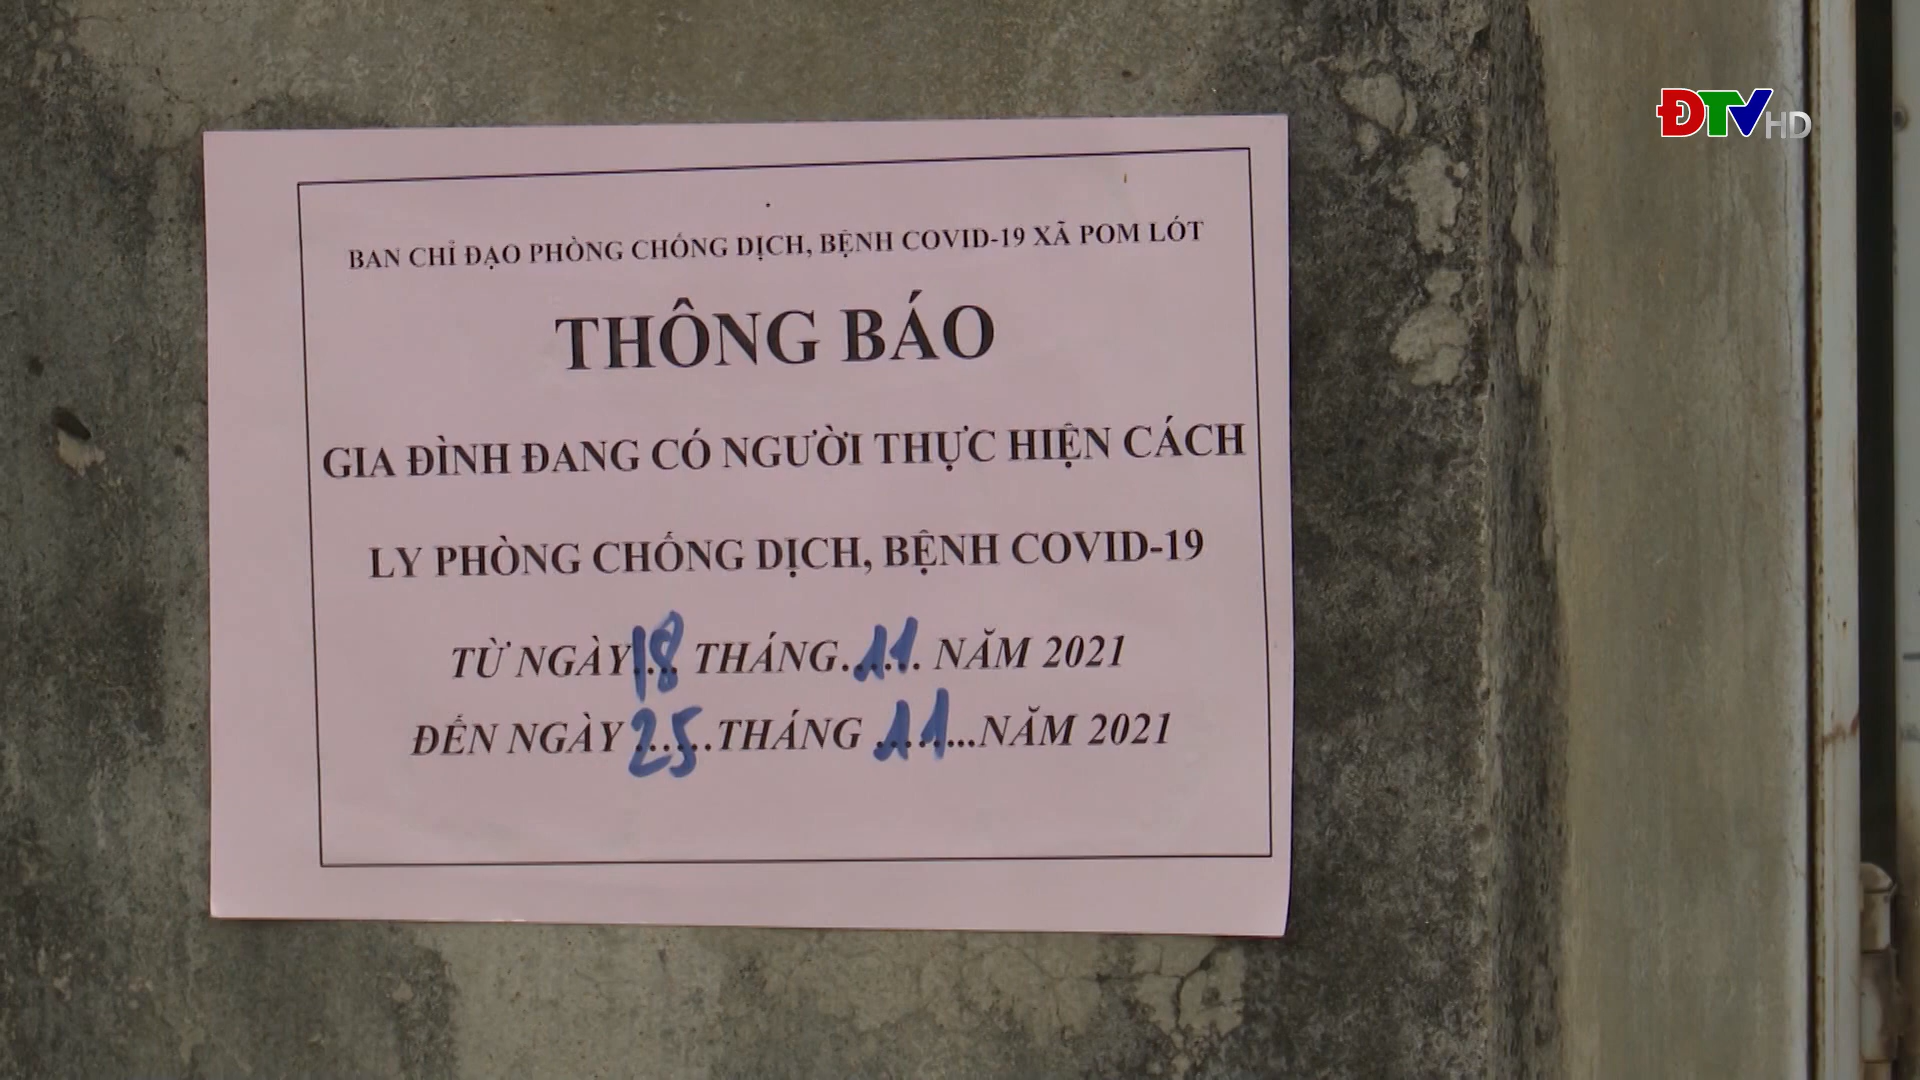 ĐTV HD
BAN CHỈ ĐẠO PHÒNG CHỐNG DỊCH, BỆNH COVID-19 XÃ POM LÓT
THÔNG BÁO
GIA ĐÌNH ĐANG CÓ NGƯỜI THỰC HIỆN CÁCH
LY PHÒNG CHỐNG DỊCH, BỆNH COVID-19
TỪ NGÀY 18 THÁNG 11 NĂM 2021
ĐẾN NGÀY 25 THÁNG 11 NĂM 2021